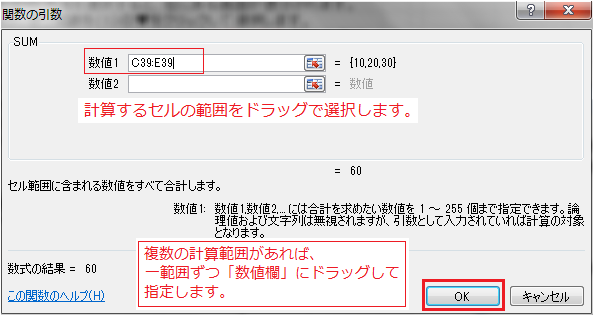 関数の引数
SUM
数値1 C39:E39 = {10,20,30}
数値2 = 数値
計算するセルの範囲をドラッグで選択します。
= 60
セル範囲に含まれる数値をすべて合計します。
数値1: 数値1,数値2,... には合計を求めたい数値を 1 ～ 255 個まで指定できます。論
理値および文字列は無視されますが、引数として入力されていれば計算の対象
となります。
複数の計算範囲があれば、
一範囲ずつ「数値欄」にドラッグして
指定します。
数式の結果 = 60
この関数のヘルプ(H)
OK
キャンセル